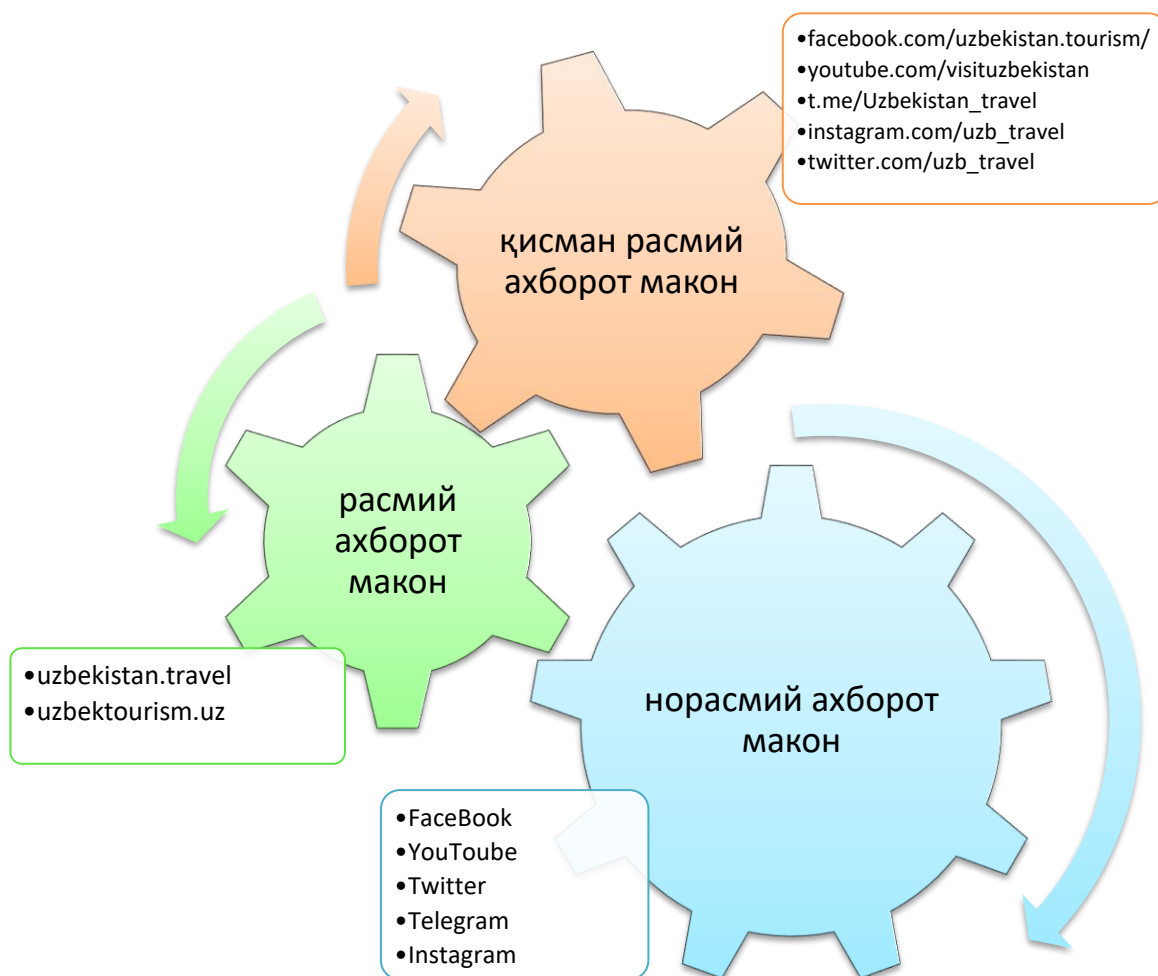 •facebook.com/uzbekistan.tourism/
•youtube.com/visituzbekistan
•t.me/Uzbekistan_travel
•instagram.com/uzb_travel
•twitter.com/uzb_travel
қисман расмий
ахборот макон
расмий
ахборот
макон
•uzbekistan.travel
•uzbektourism.uz
норасмий ахборот
макон
•FaceBook
•YouToube
•Twitter
•Telegram
•Instagram